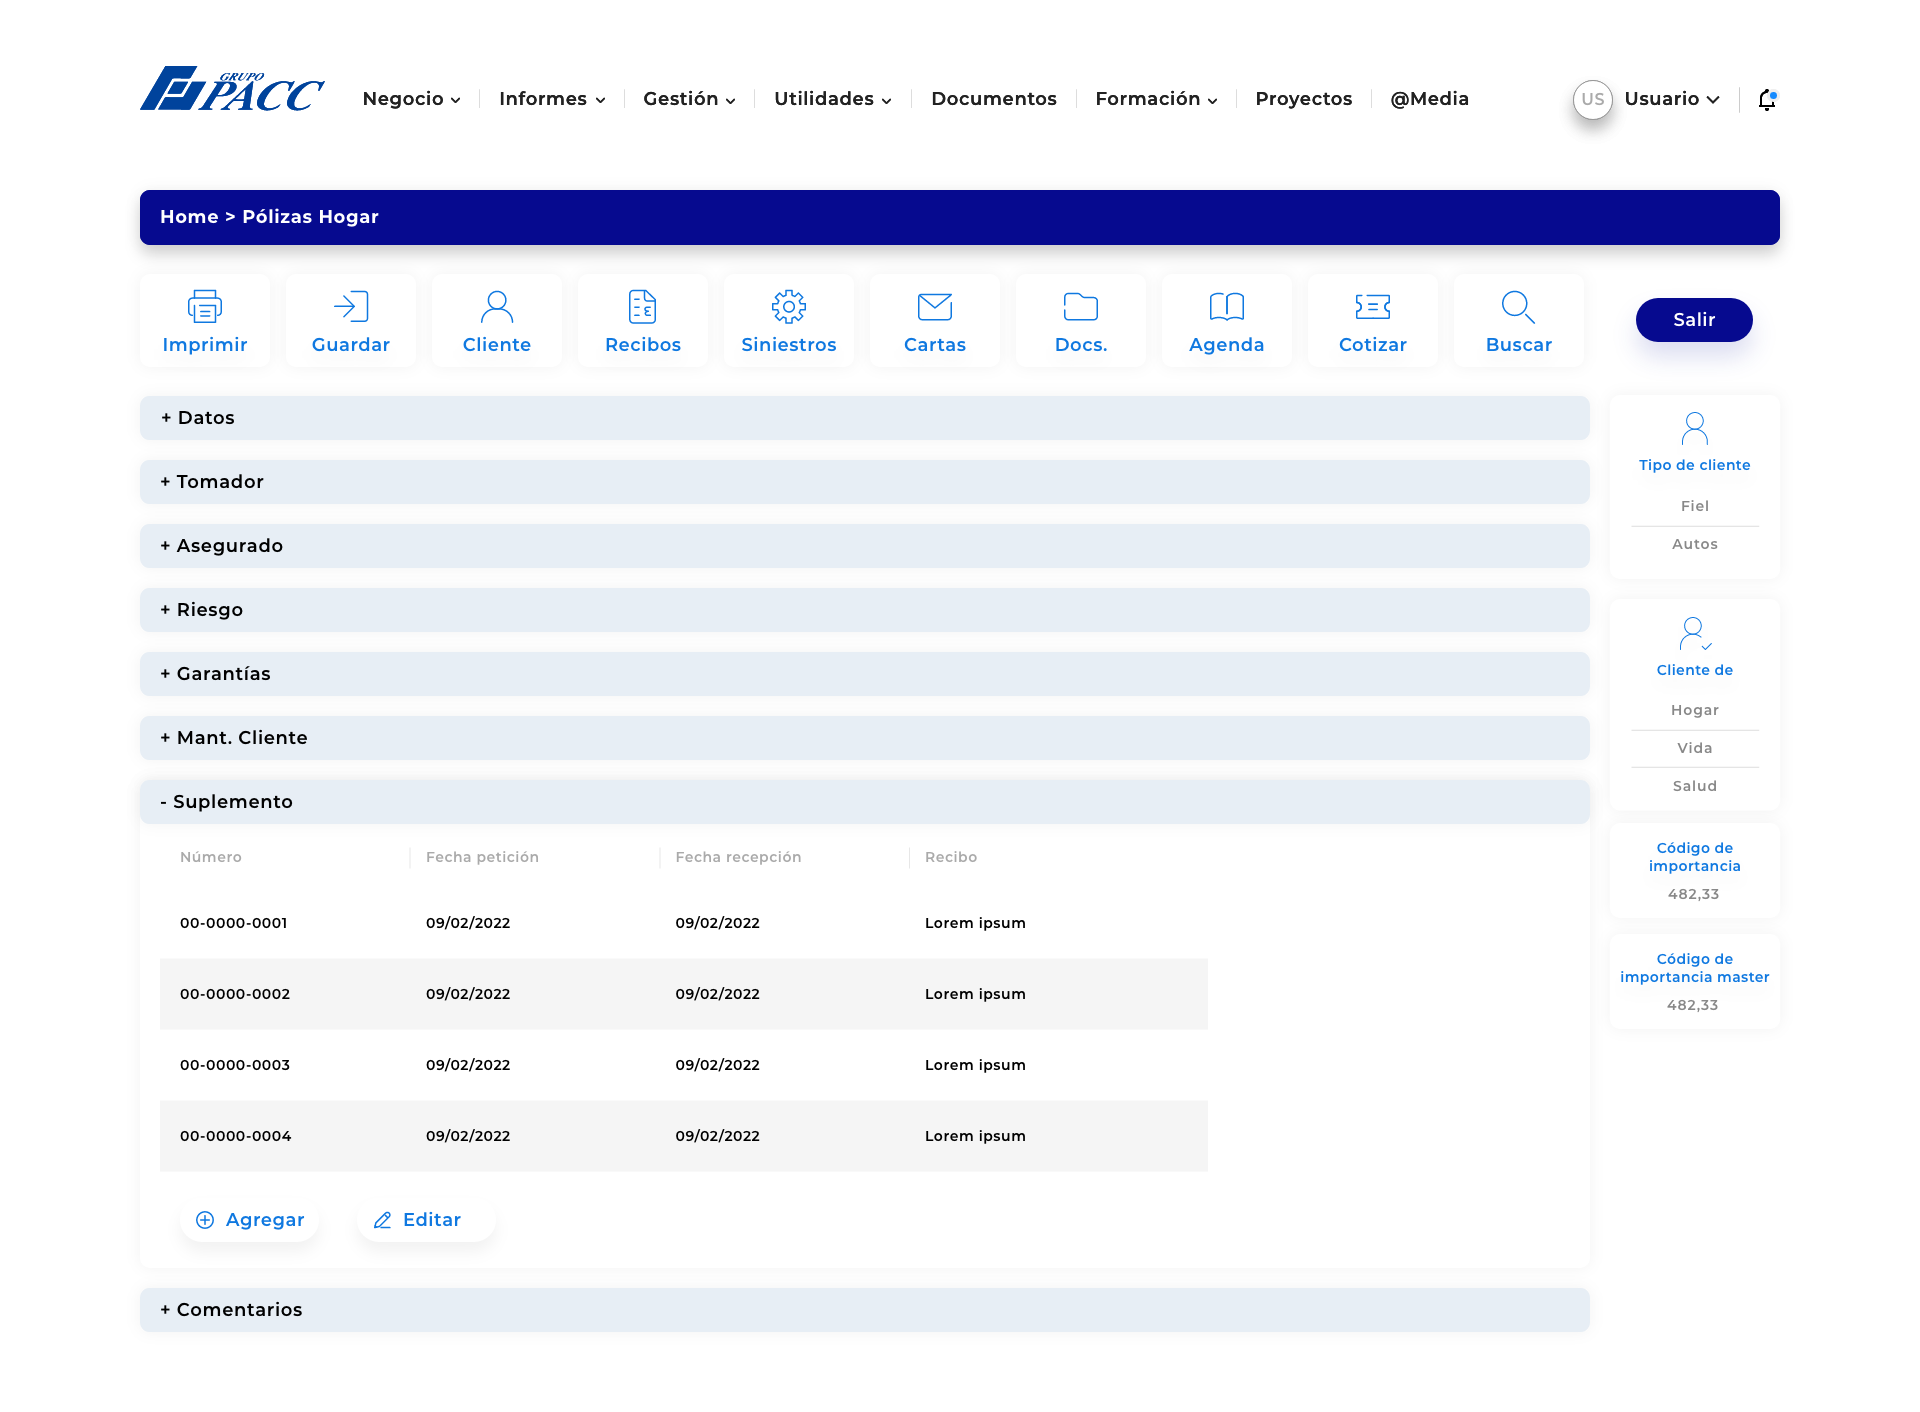 GRUPO
PACC
Negocio
Informes
Gestión
Utilidades
Documentos
Formación
Proyectos
@Media
US
Usuario
Home > Pólizas Hogar
Imprimir
Guardar
Cliente
Recibos
Siniestros
Cartas
Docs.
Agenda
Cotizar
Buscar
Salir
+ Datos
+ Tomador
+ Asegurado
+ Riesgo
+ Garantías
+ Mant. Cliente
- Suplemento
Número Fecha petición Fecha recepción Recibo
00-0000-0001 09/02/2022 09/02/2022 Lorem ipsum
00-0000-0002 09/02/2022 09/02/2022 Lorem ipsum
00-0000-0003 09/02/2022 09/02/2022 Lorem ipsum
00-0000-0004 09/02/2022 09/02/2022 Lorem ipsum
Agregar
Editar
+ Comentarios
Tipo de cliente
Fiel
Autos
Cliente de
Hogar
Vida
Salud
Código de
importancia
482,33
Código de
importancia master
482,33